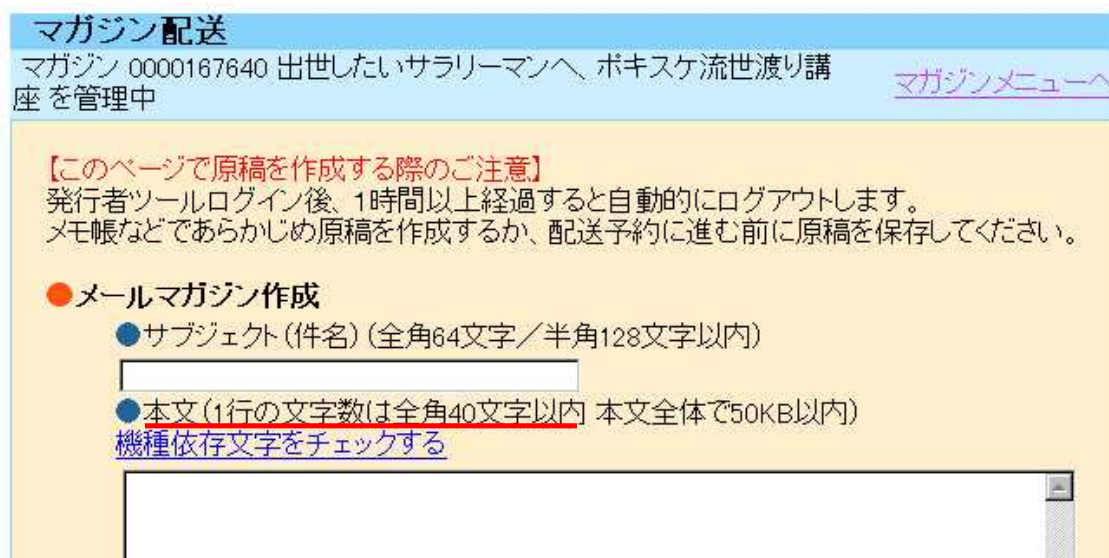 マガジン配送
マガジン 0000167640 出世したいサラリーマンへ、ポキスケ流世渡り講
座 を管理中
マガジンメニューへ
【このページで原稿を作成する際のご注意】
発行者ツールログイン後、1時間以上経過すると自動的にログアウトします。
メモ帳などであらかじめ原稿を作成するか、配送予約に進む前に原稿を保存してください。
●メールマガジン作成
●サブジェクト(件名)(全角64文字/半角128文字以内)
●本文(1行の文字数は全角40文字以内 本文全体で50KB以内)
機種依存文字をチェックする